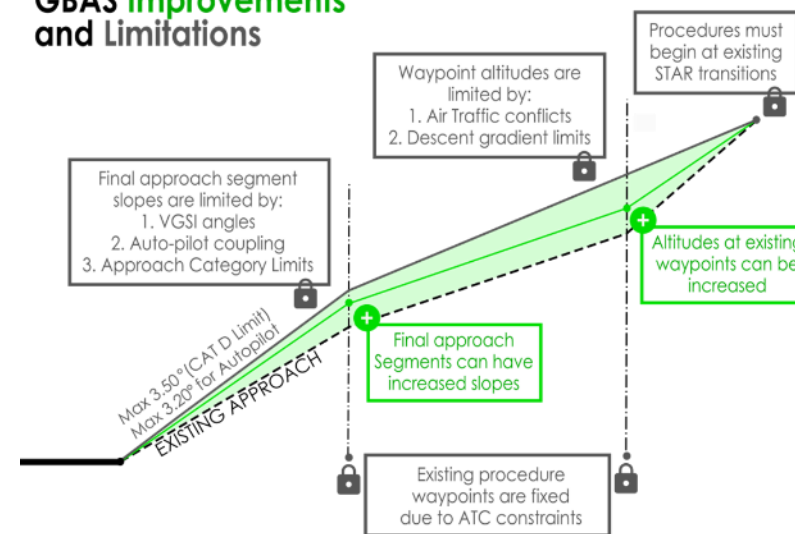 GBAS Improvements
and Limitations
Procedures must
begin at existing
STAR transitions
Waypoint altitudes are
limited by:
1. Air Traffic conflicts
2. Descent gradient limits
Final approach segment
slopes are limited by:
1. VGSI angles
2. Auto-pilot coupling
3. Approach Category Limits
Altitudes at existing
waypoints can be
increased
Final approach
Segments can have
increased slopes
Max 3.50° (CAT D Limit)
Max 3.20° for Autopilot
EXISTING APPROACH
Existing procedure
waypoints are fixed
due to ATC constraints